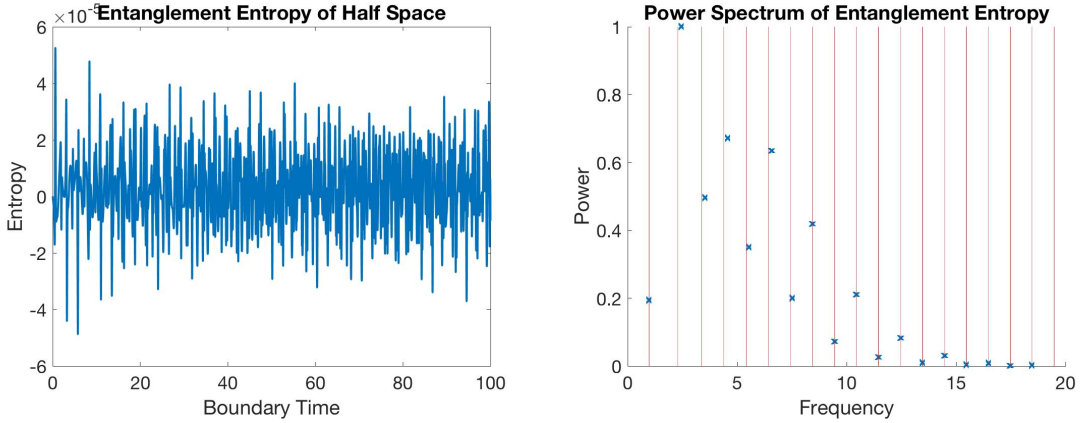 Entanglement Entropy of Half Space
6 ×10-5
4
2
0
-2
-4
-6
Entropy
0 20 40 60 80 100
Boundary Time
Power Spectrum of Entanglement Entropy
1
0.8
0.6
0.4
0.2
0
Power
0 5 10 15 20
Frequency